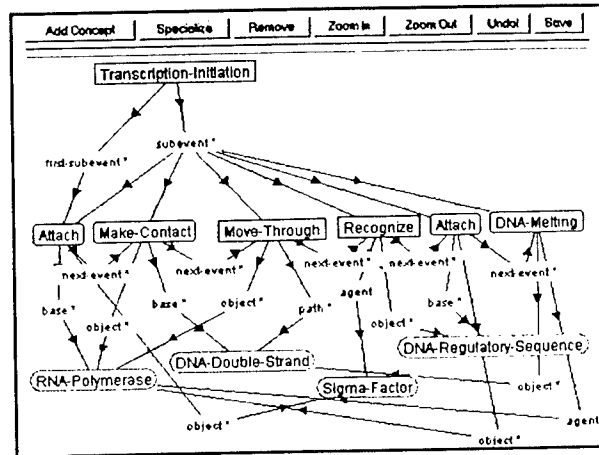 Add Concept Specialize Remove Zoom In Zoom Out Undo! Save
Transcription-Initiation
subevent*
first-subevent*
Attach Make-Contact Move-Through Recognize Attach DNA-Melting
next-event* next-event* next-event* next-event* next-event*
agent
base* base* object* path* base*
object* object*
DNA-Double-Strand DNA-Regulatory-Sequence
RNA-Polymerase Sigma-Factor object*
object* agent
object*